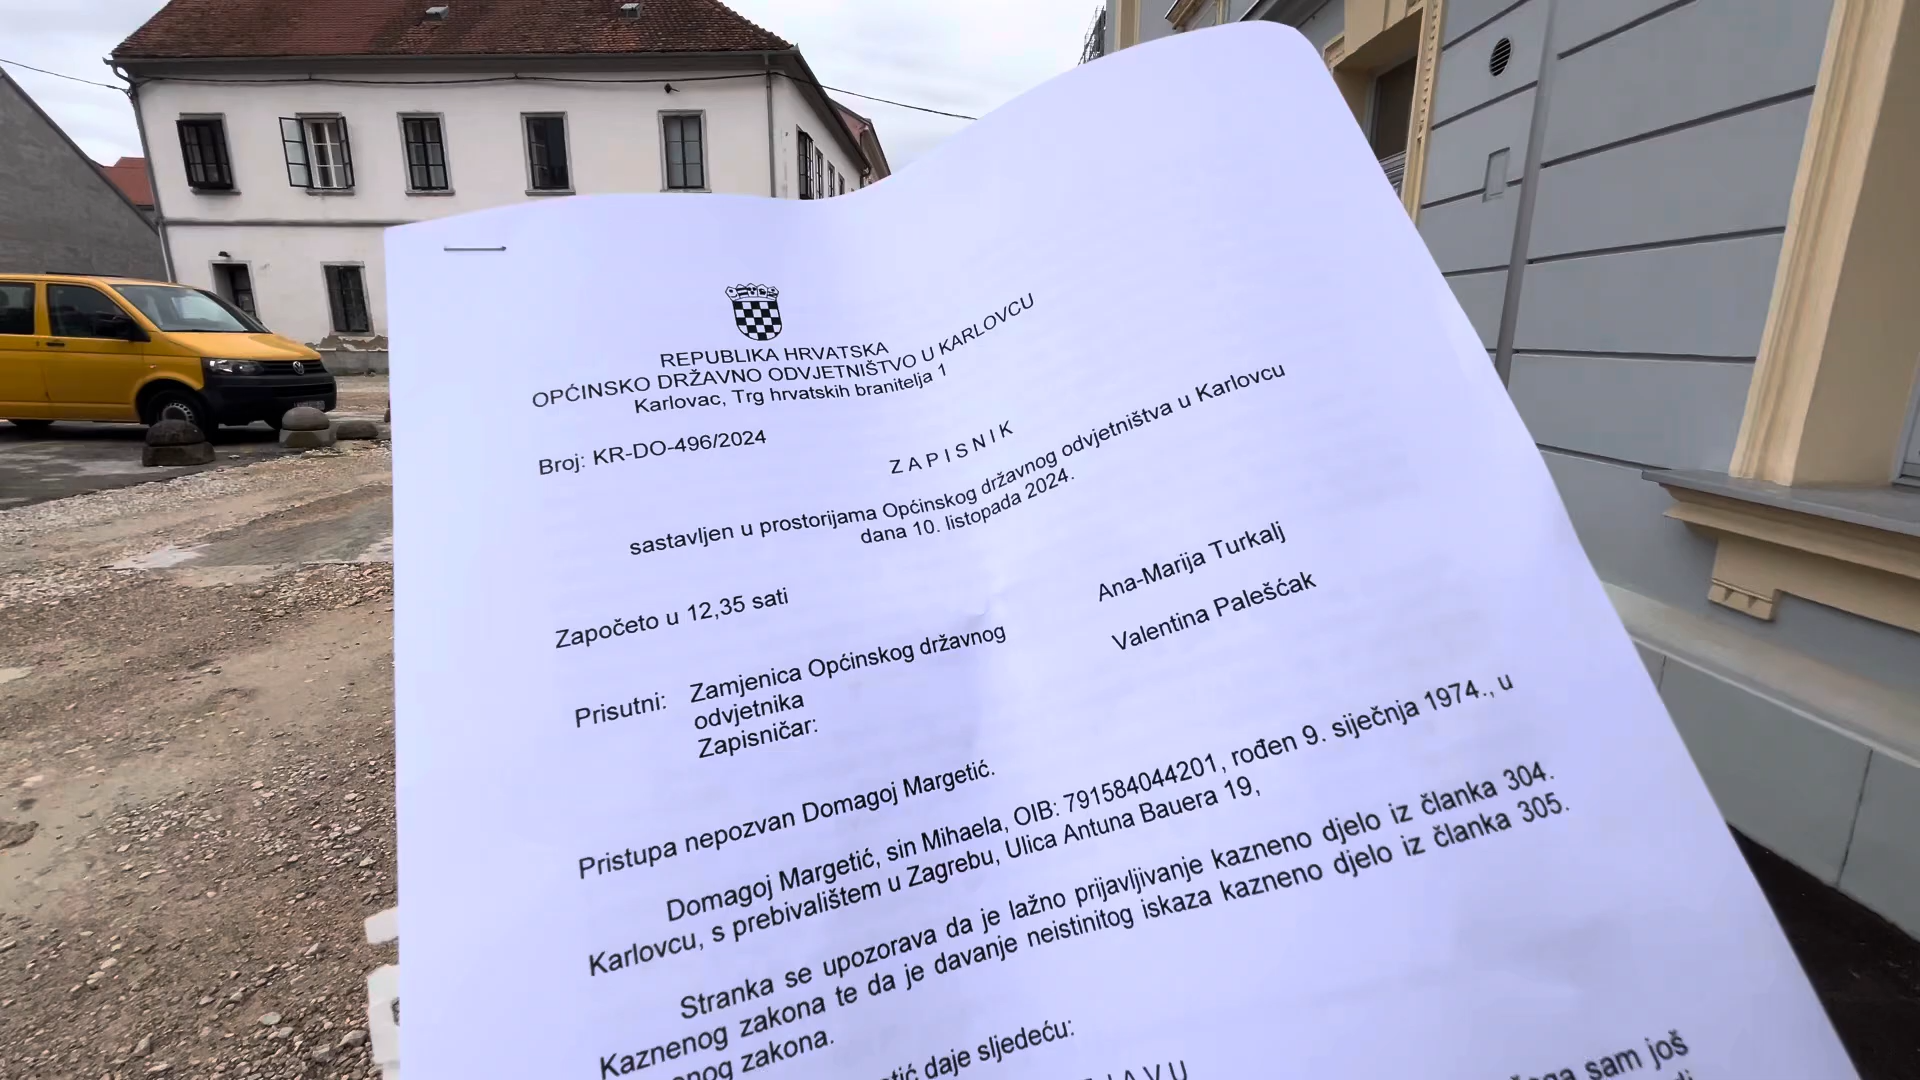 REPUBLIKA HRVATSKA
OPĆINSKO DRŽAVNO ODVJETNIŠTVO U KARLOVCU
Karlovac, Trg hrvatskih branitelja 1
Broj: KR-DO-496/2024
Z A P I S N I K
sastavljen u prostorijama Općinskog državnog odvjetništva u Karlovcu
dana 10. listopada 2024.
Započeto u 12,35 sati
Prisutni: Zamjenica Općinskog državnog
odvjetnika
Ana-Marija Turkalj
Zapisničar:
Valentina Palešćak
Pristupa nepozvan Domagoj Margetić.
Domagoj Margetić, sin Mihaela, OIB: 791584044201, rođen 9. siječnja 1974., u
Karlovcu, s prebivalištem u Zagrebu, Ulica Antuna Bauera 19,
Stranka se upozorava da je lažno prijavljivanje kazneno djelo iz članka 304.
Kaznenog zakona te da je davanje neistinitog iskaza kazneno djelo iz članka 305.
zakona.
daje sljedeću:
sam još